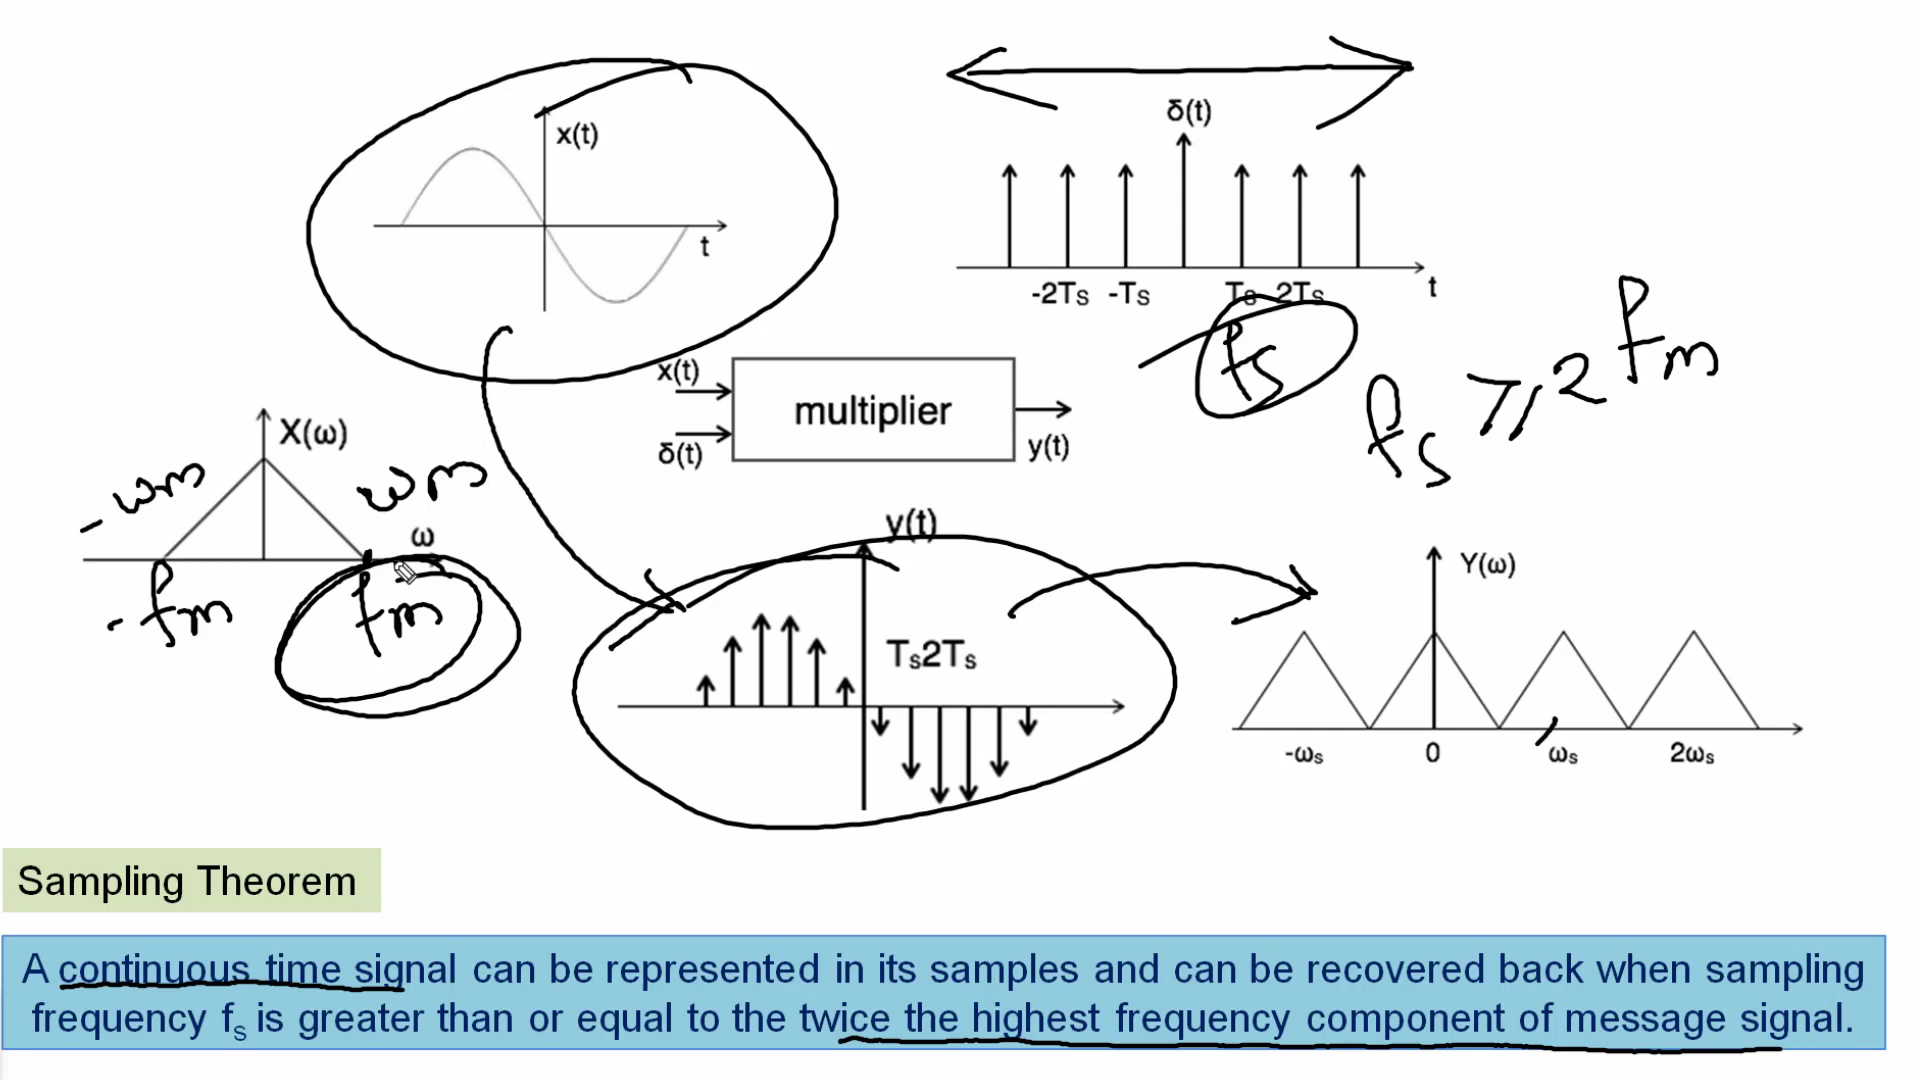 δ(t)
x(t)
t
-2Ts -Ts Ts 2Ts
t
fs
fs ⩾ 2fm
x(t)
δ(t)
multiplier
y(t)
X(ω)
-ωm
ωm
ω
-fm
fm
y(t)
Ts2Ts
Y(ω)
-ωs 0 ωs 2ωs
Sampling Theorem
A continuous time signal can be represented in its samples and can be recovered back when sampling
frequency fs is greater than or equal to the twice the highest frequency component of message signal.